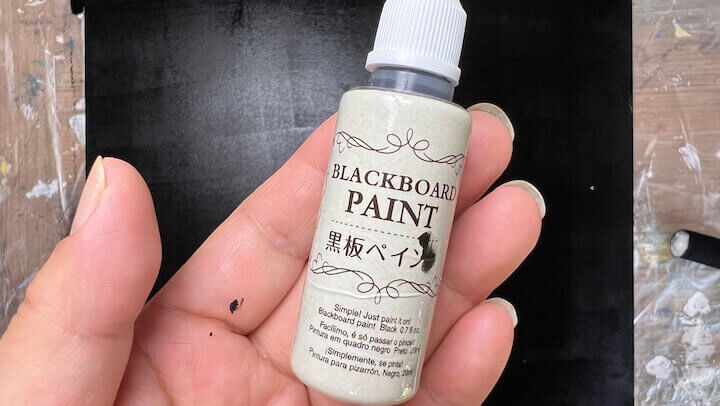 BLACKBOARD
PAINT
黒板ペイン
Simple! Just paint it on!
Blackboard paint Black 0.7 fl
Facílimo, é só passar o pincel!
Pintura em quadro negro Preto
¡Simplemente, se pinta!
Pintura para pizarrón, Negro, 20ml